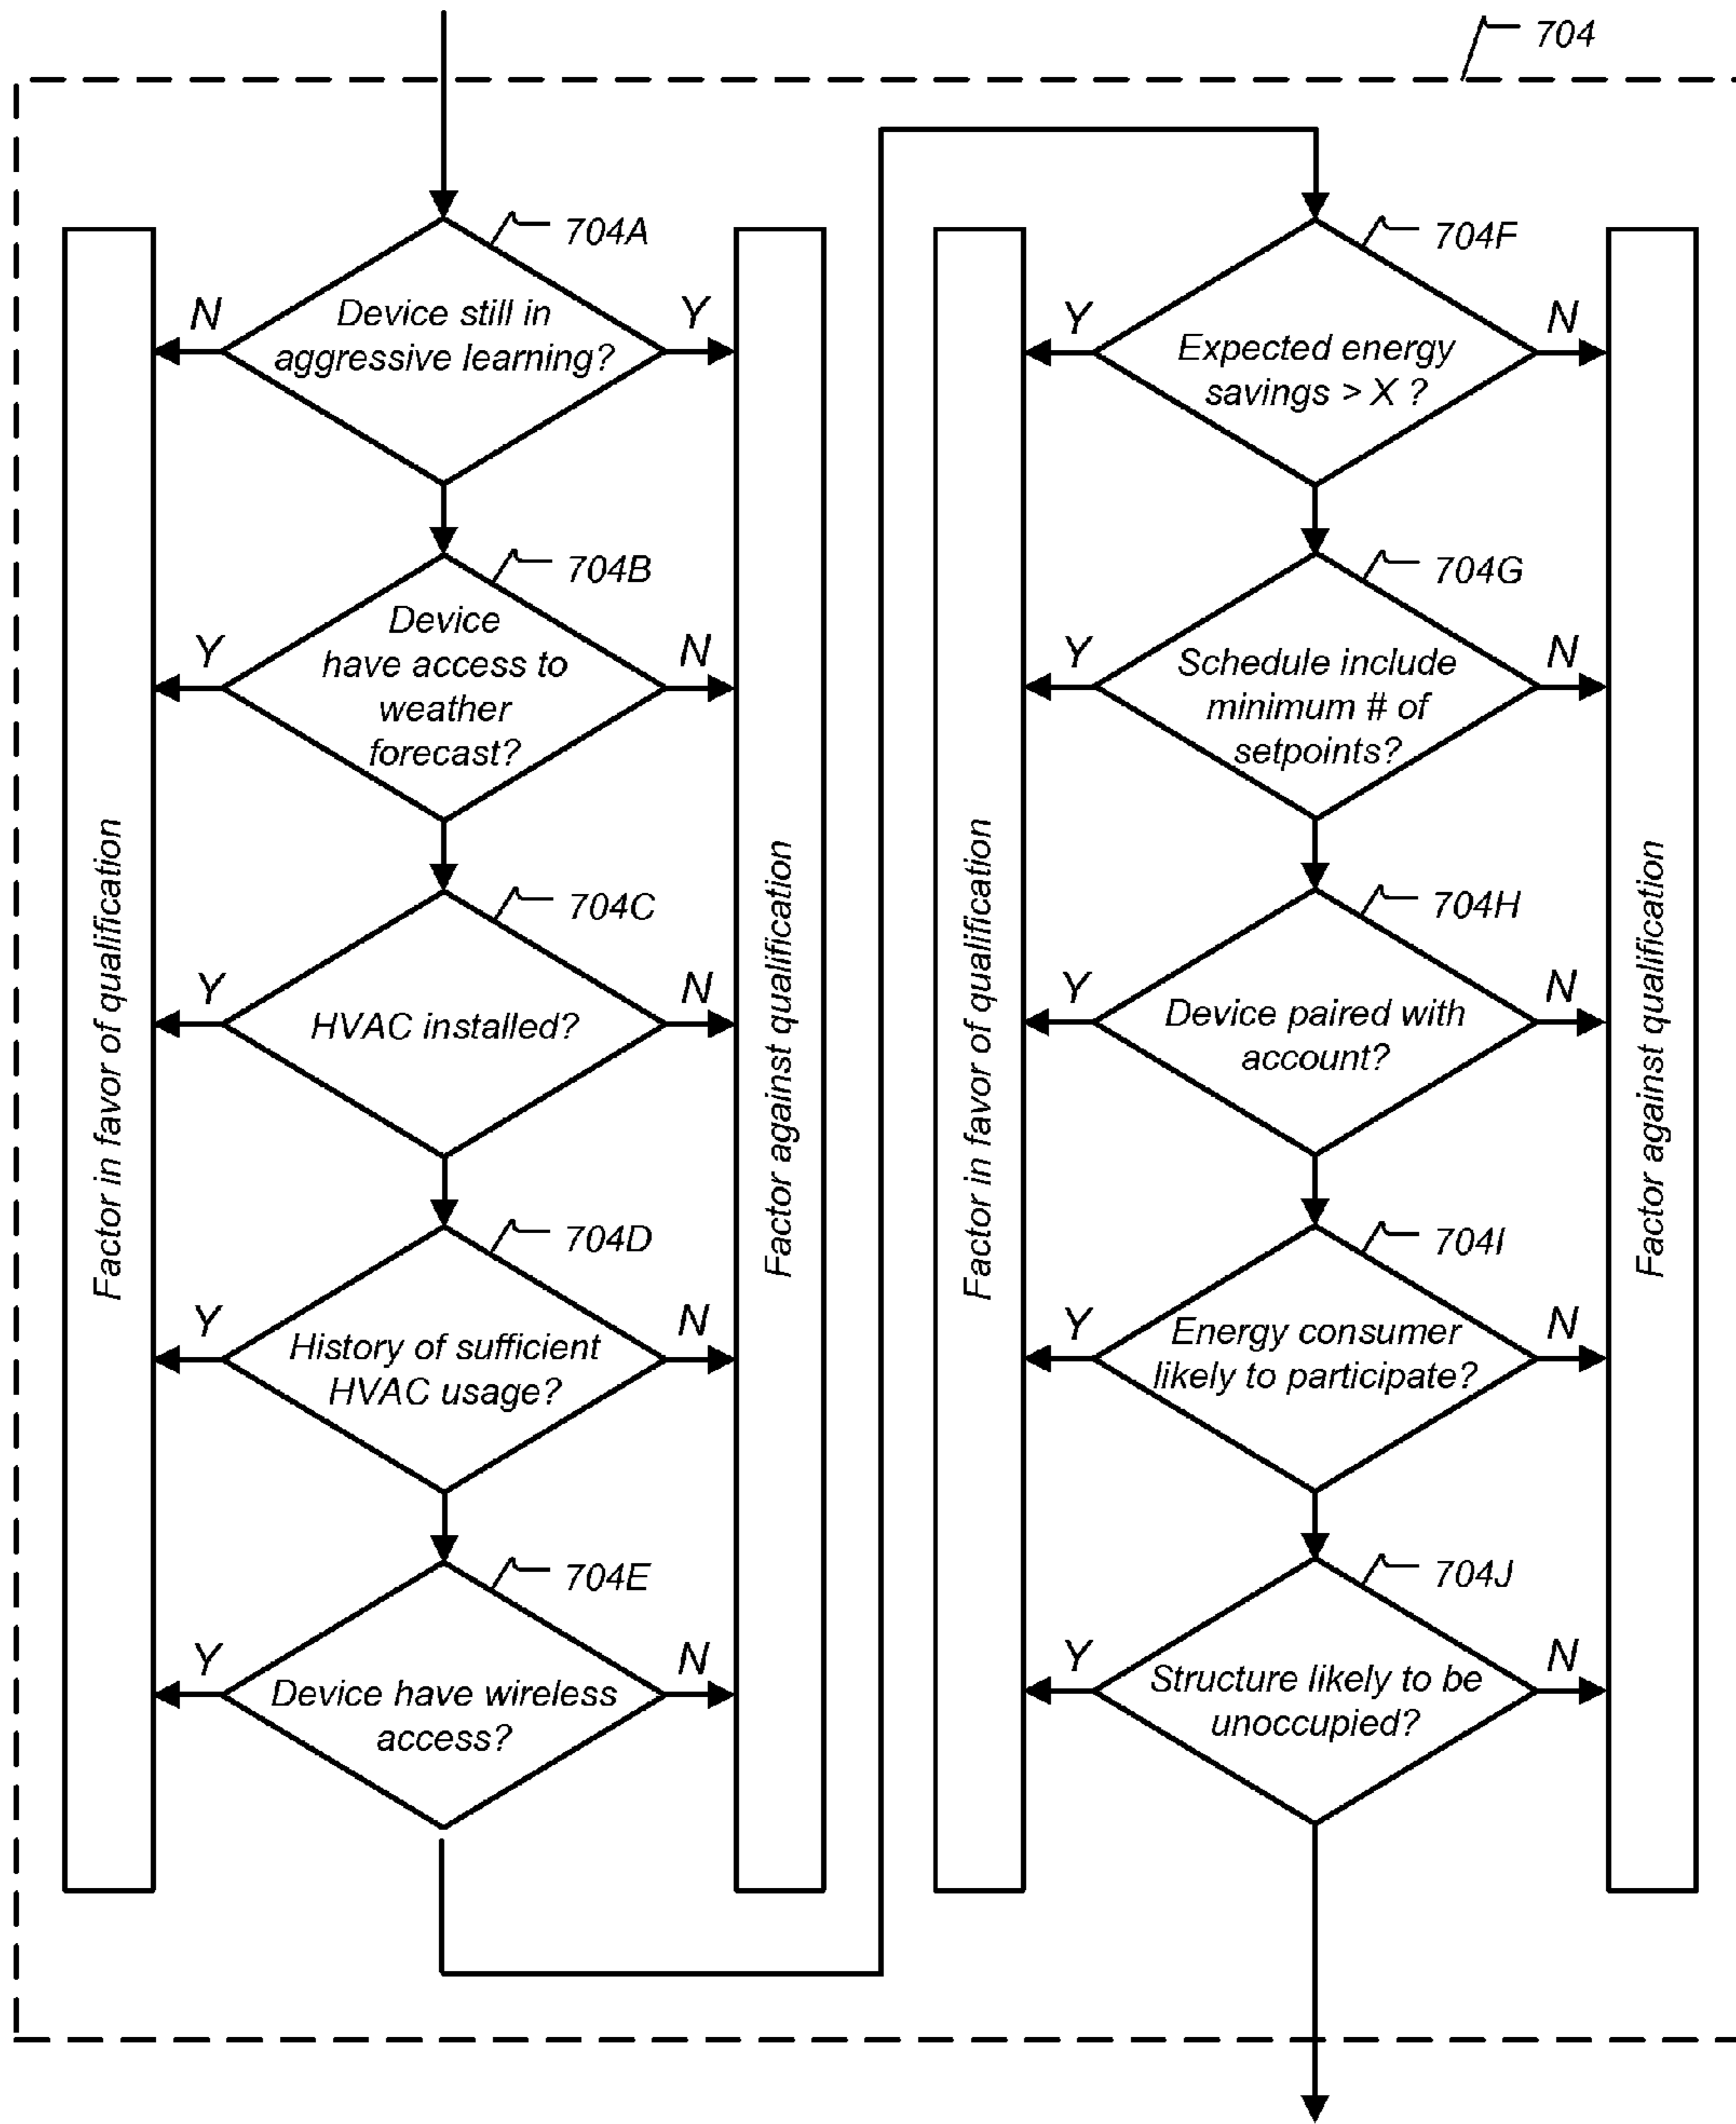 704
704A
N
Device still in
aggressive learning?
Y
704B
Y
Device
have access to
weather
forecast?
N
704C
Y
HVAC installed?
N
704D
Y
History of sufficient
HVAC usage?
N
704E
Y
Device have wireless
access?
N
Factor in favor of qualification
Factor against qualification
704F
Y
Expected energy
savings > X ?
N
704G
Y
Schedule include
minimum # of
setpoints?
N
704H
Y
Device paired with
account?
N
704I
Y
Energy consumer
likely to participate?
N
704J
Y
Structure likely to be
unoccupied?
N
Factor in favor of qualification
Factor against qualification